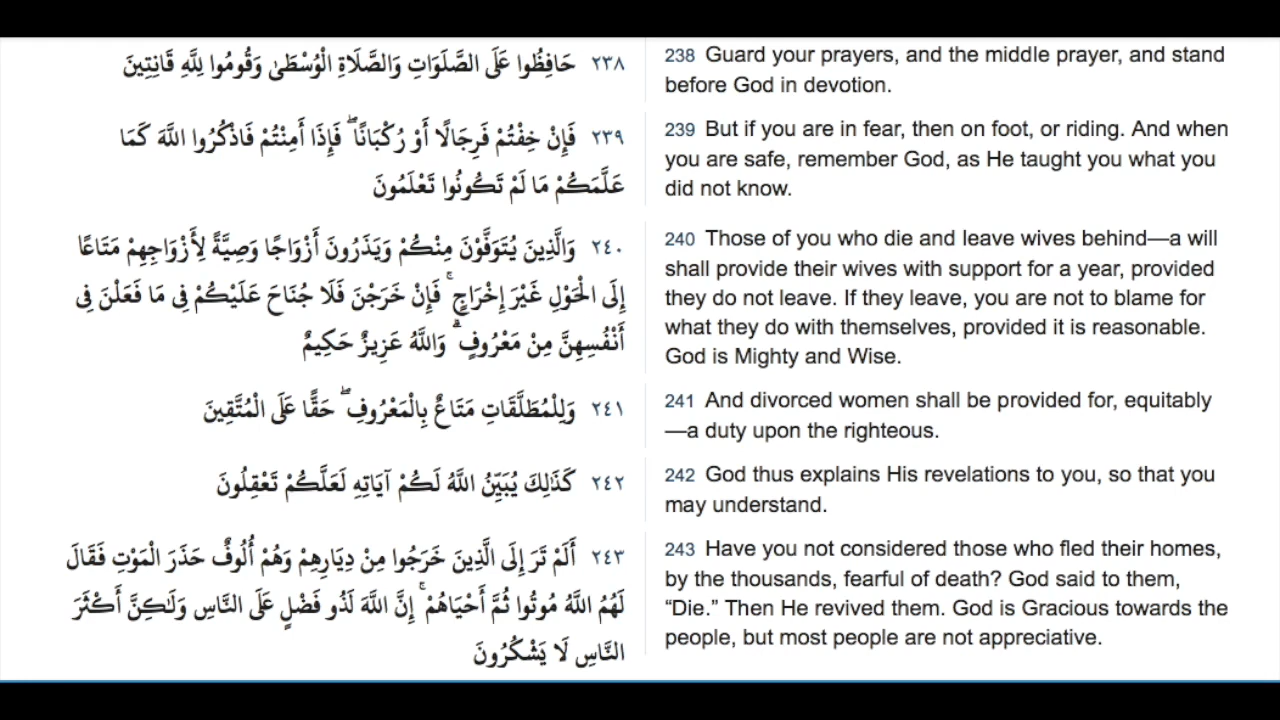 ٢٣٨ حَافِظُوا عَلَى الصَّلَوَاتِ وَالصَّلَاةِ الْوُسْطَىٰ وَقُومُوا لِلَّهِ قَانِتِينَ
238 Guard your prayers, and the middle prayer, and stand
before God in devotion.
٢٣٩ فَإِنْ خِفْتُمْ فَرِجَالًا أَوْ رُكْبَانًا ۖ فَإِذَا أَمِنْتُمْ فَاذْكُرُوا اللَّهَ كَمَا
عَلَّمَكُمْ مَا لَمْ تَكُونُوا تَعْلَمُونَ
239 But if you are in fear, then on foot, or riding. And when
you are safe, remember God, as He taught you what you
did not know.
٢٤٠ وَالَّذِينَ يُتَوَفَّوْنَ مِنْكُمْ وَيَذَرُونَ أَزْوَاجًا وَصِيَّةً لِأَزْوَاجِهِمْ مَتَاعًا
إِلَى الْحَوْلِ غَيْرَ إِخْرَاجٍ ۚ فَإِنْ خَرَجْنَ فَلَا جُنَاحَ عَلَيْكُمْ فِي مَا فَعَلْنَ فِي
أَنْفُسِهِنَّ مِنْ مَعْرُوفٍ ۗ وَاللَّهُ عَزِيزٌ حَكِيمٌ
240 Those of you who die and leave wives behind—a will
shall provide their wives with support for a year, provided
they do not leave. If they leave, you are not to blame for
what they do with themselves, provided it is reasonable.
God is Mighty and Wise.
٢٤١ وَلِلْمُطَلَّقَاتِ مَتَاعٌ بِالْمَعْرُوفِ ۖ حَقًّا عَلَى الْمُتَّقِينَ
241 And divorced women shall be provided for, equitably
—a duty upon the righteous.
٢٤٢ كَذَٰلِكَ يُبَيِّنُ اللَّهُ لَكُمْ آيَاتِهِ لَعَلَّكُمْ تَعْقِلُونَ
242 God thus explains His revelations to you, so that you
may understand.
٢٤٣ أَلَمْ تَرَ إِلَى الَّذِينَ خَرَجُوا مِنْ دِيَارِهِمْ وَهُمْ أُلُوفٌ حَذَرَ الْمَوْتِ فَقَالَ
لَهُمُ اللَّهُ مُوتُوا ثُمَّ أَحْيَاهُمْ ۚ إِنَّ اللَّهَ لَذُو فَضْلٍ عَلَى النَّاسِ وَلَٰكِنَّ أَكْثَرَ
النَّاسِ لَا يَشْكُرُونَ
243 Have you not considered those who fled their homes,
by the thousands, fearful of death? God said to them,
“Die.” Then He revived them. God is Gracious towards the
people, but most people are not appreciative.